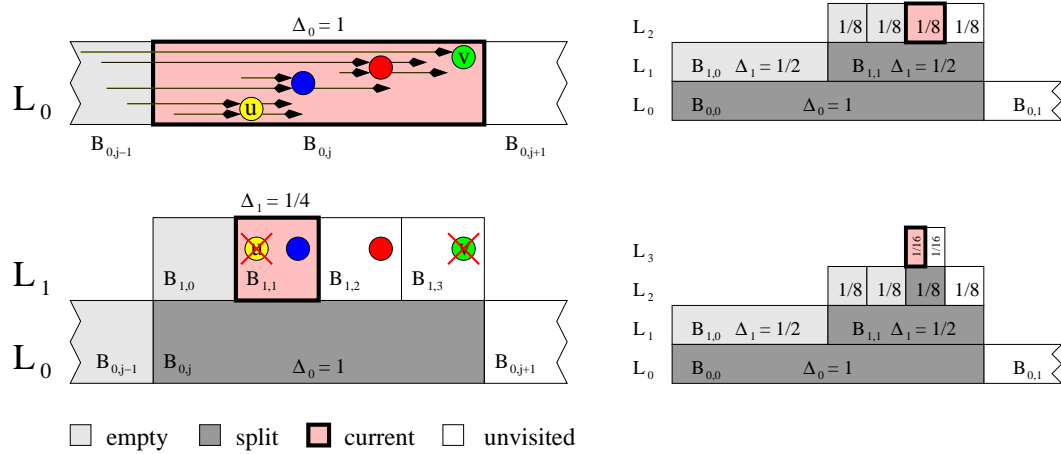 Δ₀ = 1
L₀
v
u
B₀,ⱼ₋₁
B₀,ⱼ
B₀,ⱼ₊₁
L₂
1/8 1/8 1/8 1/8
L₁
B₁,₀ Δ₁ = 1/2
B₁,₁ Δ₁ = 1/2
L₀
B₀,₀
Δ₀ = 1
B₀,₁
Δ₁ = 1/4
L₁
u
v
B₁,₀
B₁,₁
B₁,₂
B₁,₃
L₀
B₀,ⱼ₋₁
B₀,ⱼ
Δ₀ = 1
B₀,ⱼ₊₁
L₃
1/16 1/16
L₂
1/8 1/8 1/8 1/8
L₁
B₁,₀ Δ₁ = 1/2
B₁,₁ Δ₁ = 1/2
L₀
B₀,₀
Δ₀ = 1
B₀,₁
empty split current unvisited